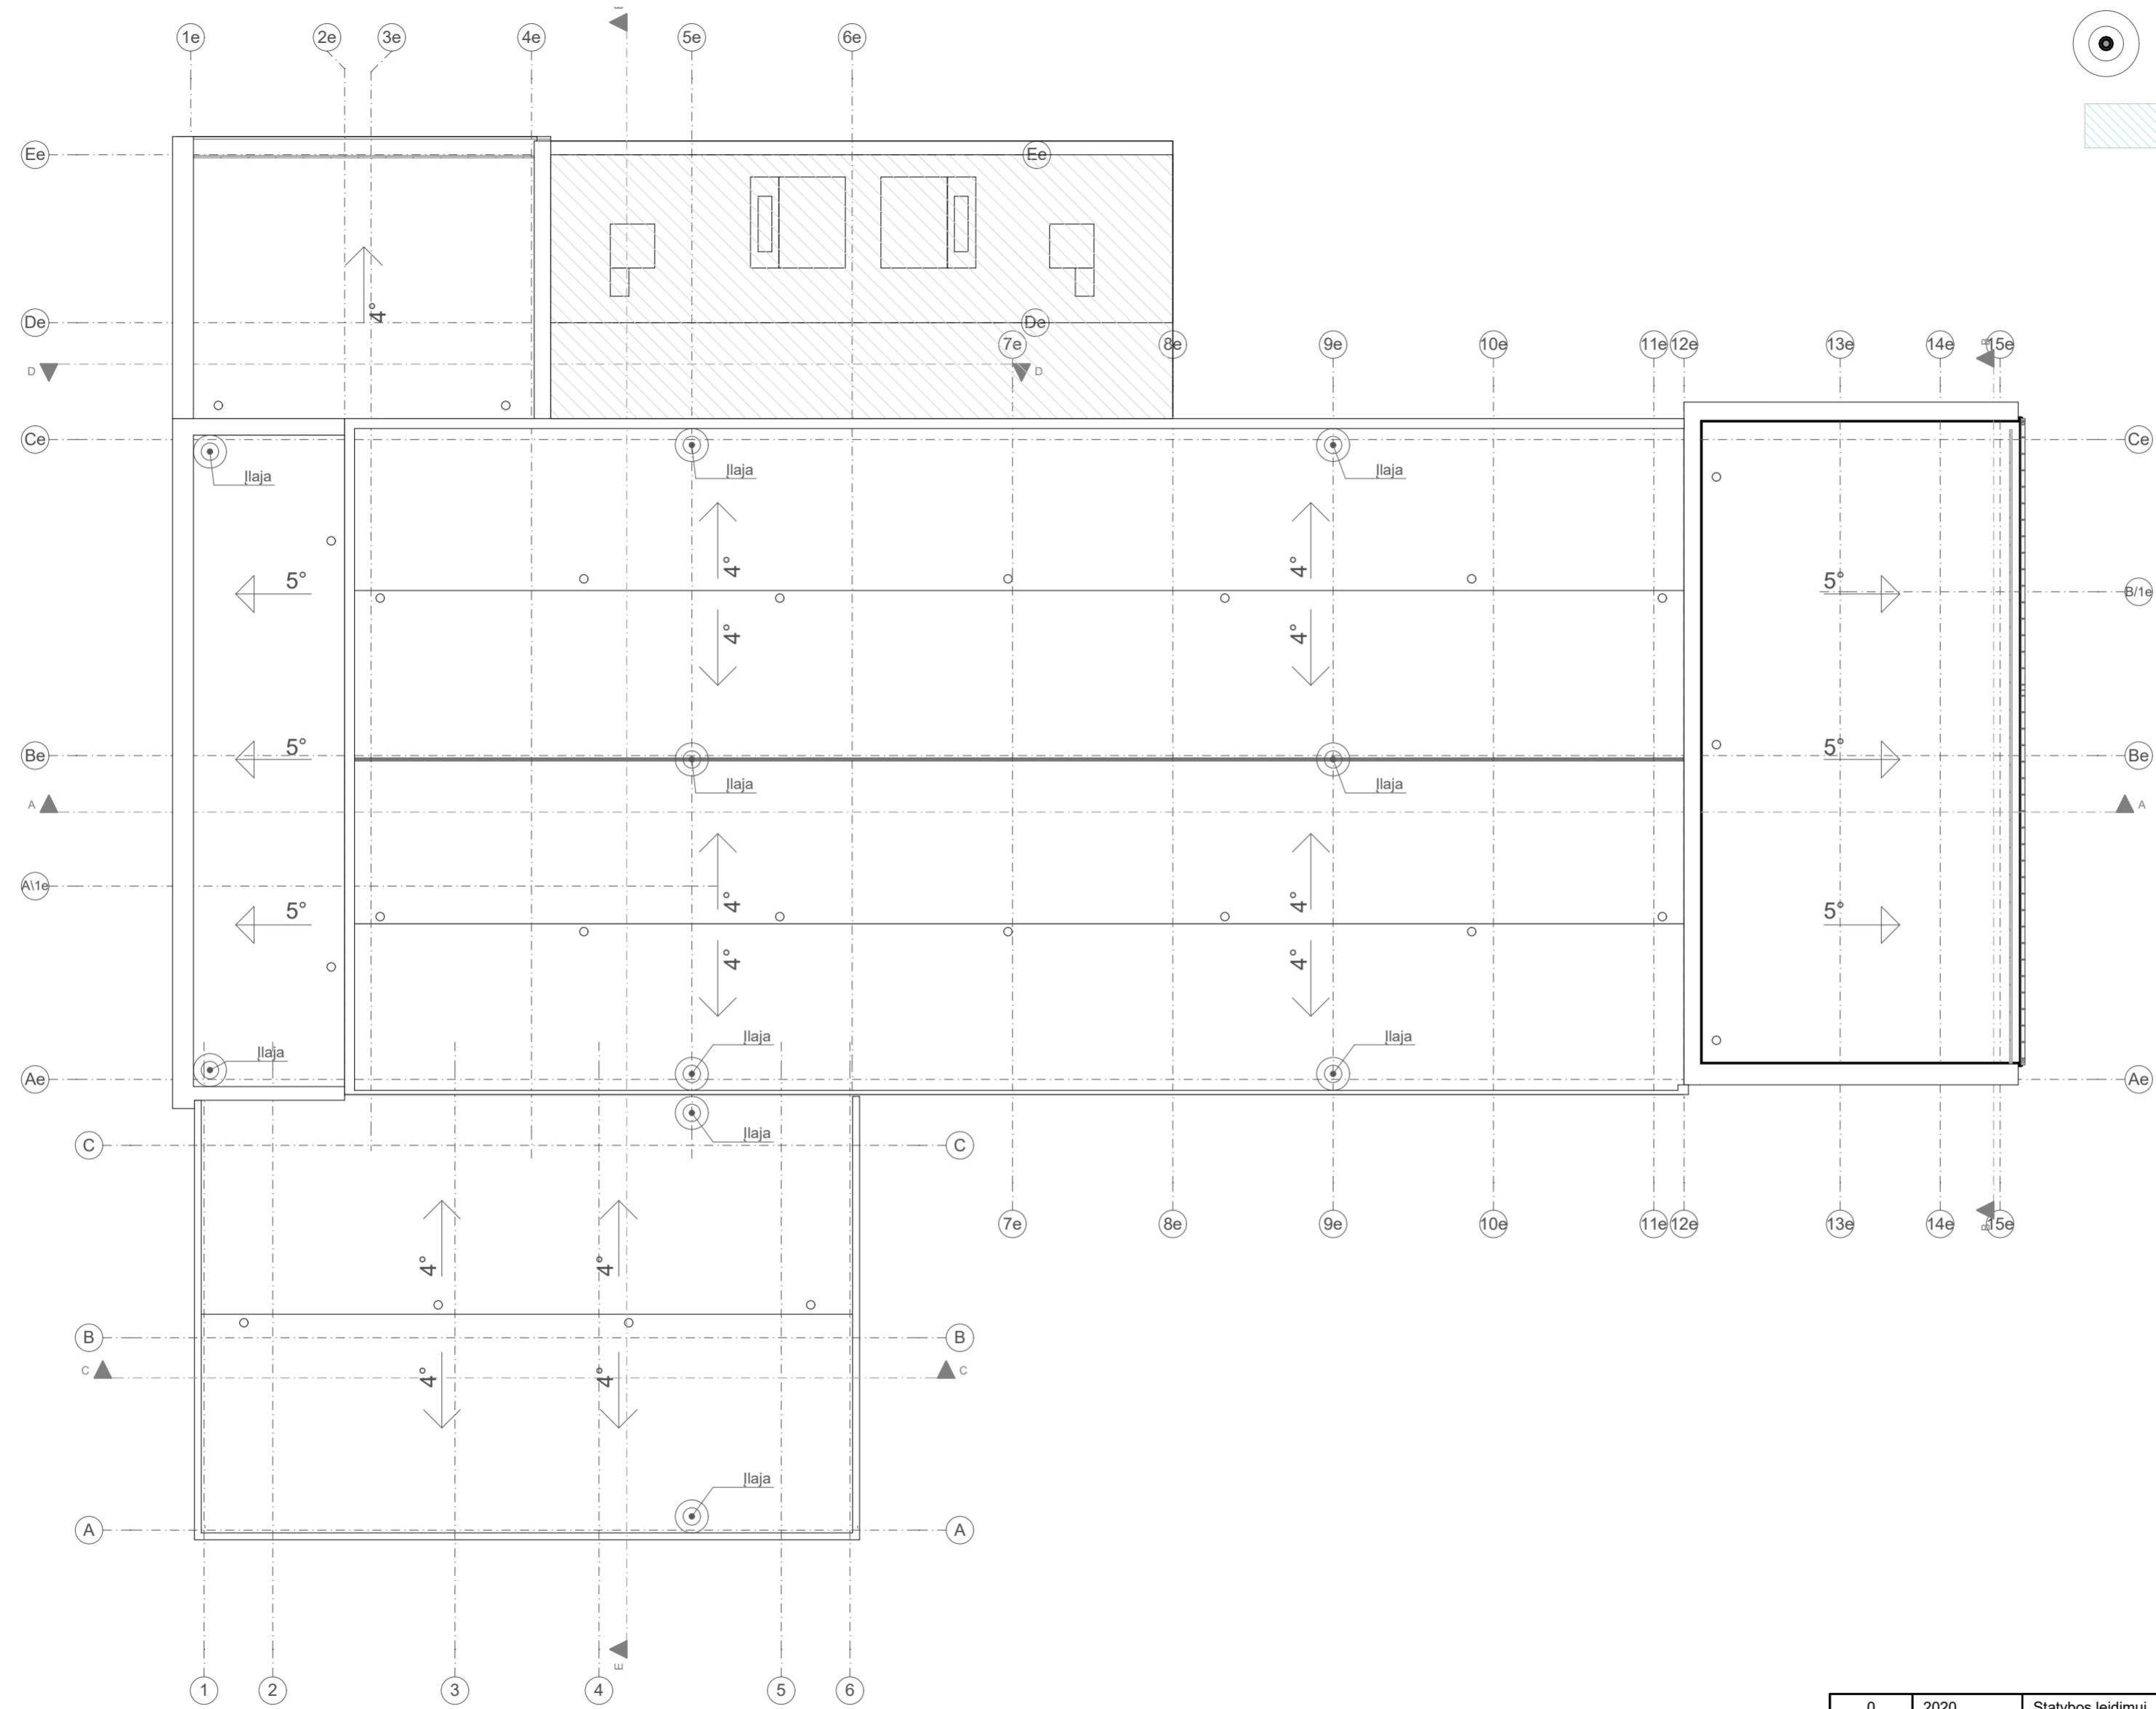 E
1e 2e 3e 4e 5e 6e
Ee Ee
4°
De De
7e 8e 9e 10e 11e 12e 13e 14e 15e
B
D D
Ce Ce
Įlaja Įlaja Įlaja
4° 4°
5° 5°
B/1e
4° 4°
5° 5°
Be Be
Įlaja Įlaja
A A
A\1e
4° 4°
5° 5°
4° 4°
Įlaja Įlaja
Įlaja
Ae Ae
Įlaja
C C
7e 8e 9e 10e 11e 12e 13e 14e 15e
B
4° 4°
B B
C C
4° 4°
Įlaja
A A
E
1 2 3 4 5 6
0 2020 Statybos leidimui